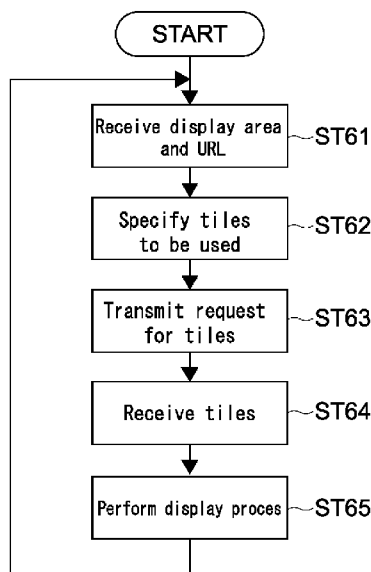 START
Receive display area
and URL
ST61
Specify tiles
to be used
ST62
Transmit request
for tiles
ST63
Receive tiles
ST64
Perform display proces
ST65